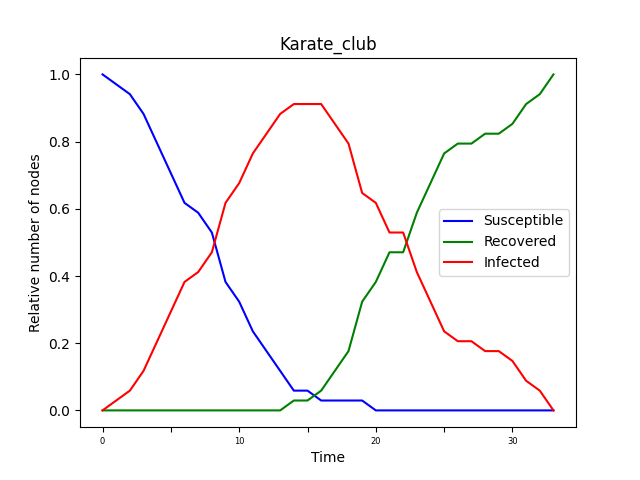 Karate_club
Relative number of nodes
1.0
0.8
0.6
0.4
0.2
0.0
Susceptible
Recovered
Infected
0
10
20
30
Time